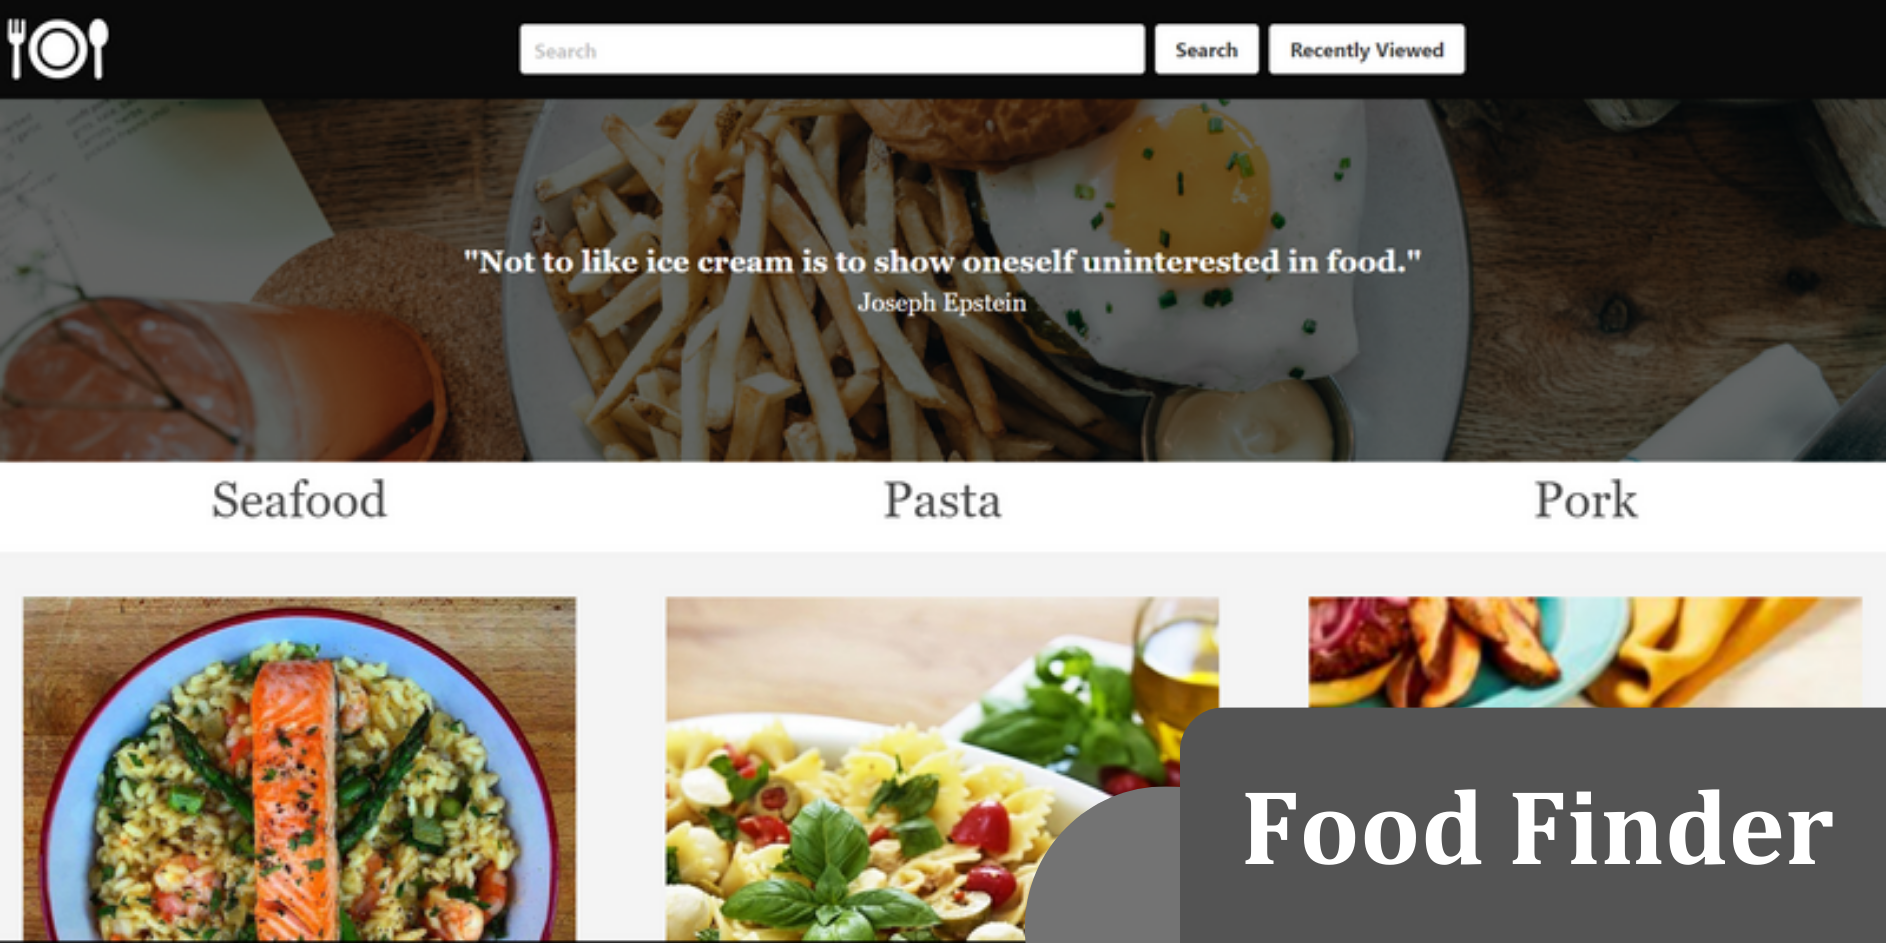 Search
Search
Recently Viewed
"Not to like ice cream is to show oneself uninterested in food."
Joseph Epstein
Seafood
Pasta
Pork
Food Finder